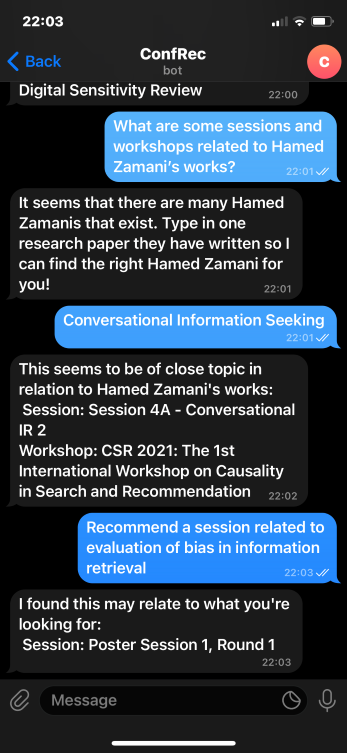 22:03
Back
ConfRec
bot
C
Digital Sensitivity Review
22:00
What are some sessions and
workshops related to Hamed
Zamani's works?
22:01
It seems that there are many Hamed
Zamanis that exist. Type in one
research paper they have written so I
can find the right Hamed Zamani for
you!
22:01
Conversational Information Seeking
22:01
This seems to be of close topic in
relation to Hamed Zamani's works:
Session: Session 4A - Conversational
IR 2
Workshop: CSR 2021: The 1st
International Workshop on Causality
in Search and Recommendation
22:02
Recommend a session related to
evaluation of bias in information
retrieval
22:03
I found this may relate to what you're
looking for:
Session: Poster Session 1, Round 1
22:03
Message